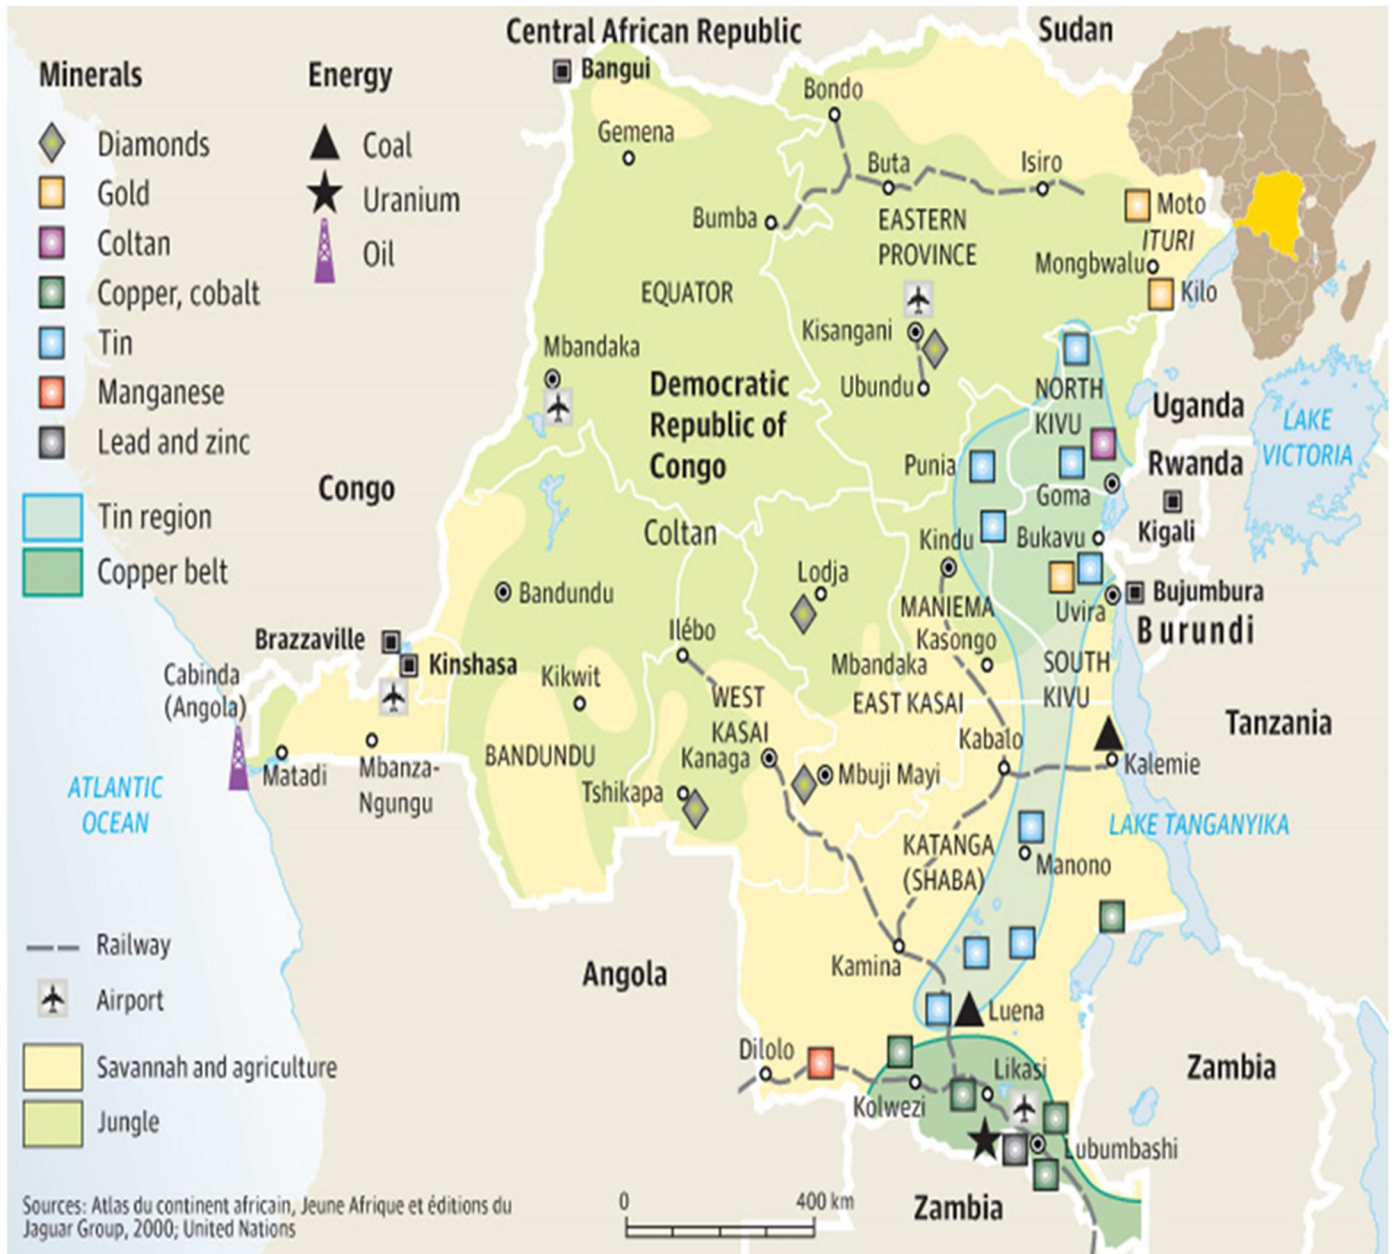 Minerals
Diamonds
Gold
Coltan
Copper, cobalt
Tin
Manganese
Lead and zinc
Tin region
Copper belt
Energy
Coal
Uranium
Oil
Railway
Airport
Savannah and agriculture
Jungle
Sources: Atlas du continent africain, Jeune Afrique et éditions du
Jaguar Group, 2000; United Nations
Central African Republic
Sudan
Bangui
Bondo
Gemena
Buta
Isiro
Bumba
EASTERN
PROVINCE
Moto
ITURI
Mongbwalu
Kilo
EQUATOR
Kisangani
Mbandaka
Ubundu
Democratic
Republic of
Congo
NORTH
KIVU
Uganda
LAKE
VICTORIA
Punia
Rwanda
Goma
Kigali
Congo
Coltan
Kindu
Bukavu
Lodja
Bandundu
MANIEMA
Uvira
Bujumbura
Burundi
Brazzaville
Kinshasa
Ilébo
Kasongo
Mbandaka
SOUTH
KIVU
Cabinda
(Angola)
Kikwit
WEST
KASAI
EAST KASAI
Tanzania
BANDUNDU
Kanaga
Kabalo
Kalemie
Matadi
Mbanza-
Ngungu
Tshikapa
Mbuji Mayi
ATLANTIC
OCEAN
LAKE TANGANYIKA
KATANGA
(SHABA)
Manono
Angola
Kamina
Luena
Dilolo
Likasi
Zambia
Kolwezi
Lubumbashi
Zambia
0 400 km